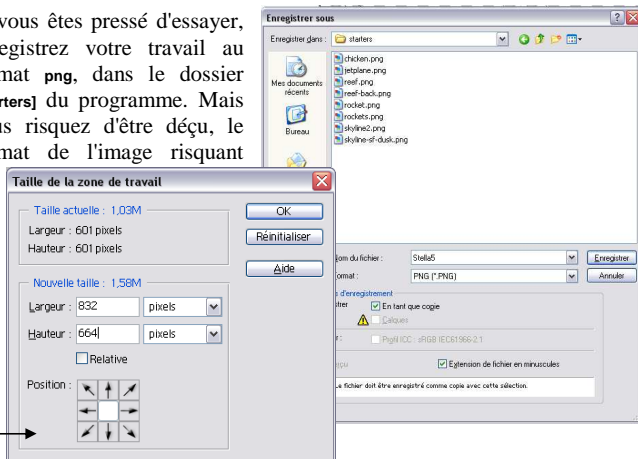 vous êtes pressé d'essayer,
registrez votre travail au
mat png, dans le dossier
rters] du programme. Mais
us risquez d'être déçu, le
mat de l'image risquant
Enregistrer sous
Enregistrer dans : starters
Mes documents récents
Bureau
chicken.png
jetplane.png
reef.png
reef-back.png
rocket.png
rockets.png
skyline2.png
skyline-sf-dusk.png
Nom du fichier : Stella5 Enregistrer
ormat : PNG (*.PNG) Annuler
s d'enregistrement
trer En tant que copie
Calques
r : Profil ICC : sRGB IEC61966-2.1
Extension de fichier en minuscules
Le fichier doit être enregistré comme copie avec cette sélection.
Taille de la zone de travail
Taille actuelle : 1,03M
Largeur : 601 pixels
Hauteur : 601 pixels
OK
Réinitialiser
Aide
Nouvelle taille : 1,58M
Largeur : 832 pixels
Hauteur : 664 pixels
Relative
Position :